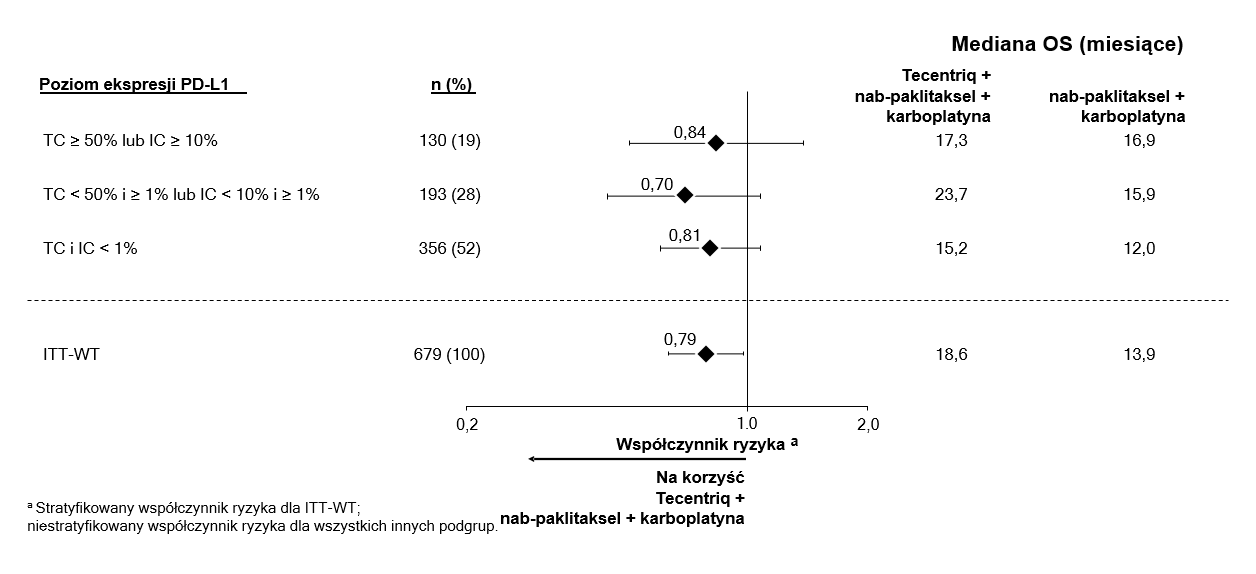 Mediana OS (miesiące)
Poziom ekspresji PD-L1
n (%)
Tecentriq +
nab-paklitaksel +
karboplatyna
nab-paklitaksel +
karboplatyna
TC ≥ 50% lub IC ≥ 10%
130 (19)
0,84
17,3
16,9
TC < 50% i ≥ 1% lub IC < 10% i ≥ 1%
193 (28)
0,70
23,7
15,9
TC i IC < 1%
356 (52)
0,81
15,2
12,0
ITT-WT
679 (100)
0,79
18,6
13,9
0,2
1.0
2,0
Współczynnik ryzyka a
Na korzyść
Tecentriq +
nab-paklitaksel + karboplatyna
a Stratyfikowany współczynnik ryzyka dla ITT-WT;
niestratyfikowany współczynnik ryzyka dla wszystkich innych podgrup.